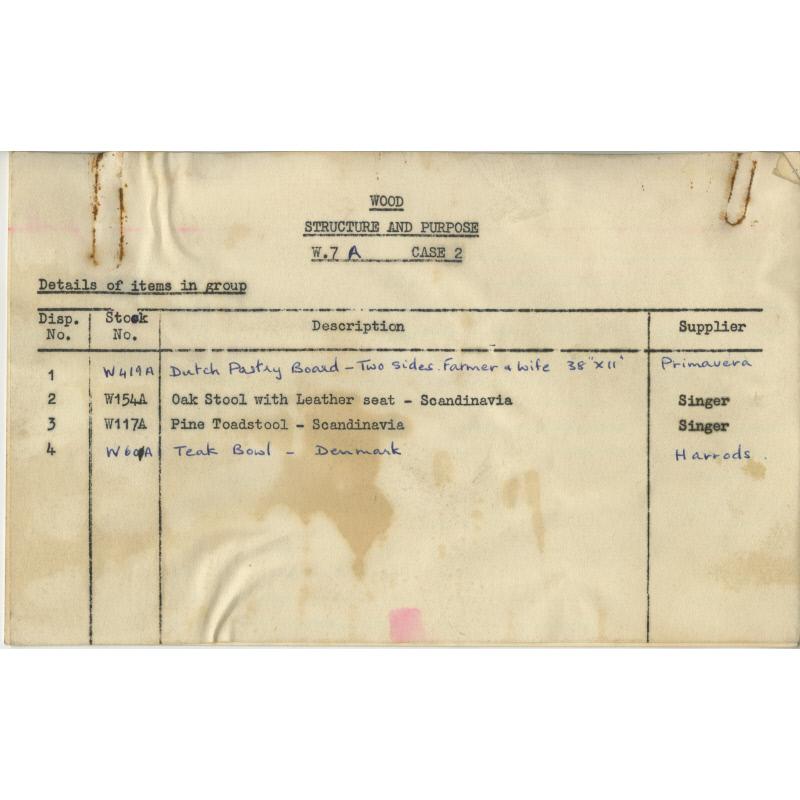 WOOD
STRUCTURE AND PURPOSE
W.7 A CASE 2
Details of items in group
Disp. No. Stock No. Description Supplier
1 W419A Dutch Pastry Board - Two sides. Farmer & Wife 38"X11" Primavera
2 W154A Oak Stool with Leather seat - Scandinavia Singer
3 W117A Pine Toadstool - Scandinavia Singer
4 Teak Bowl - Denmark Harrods.